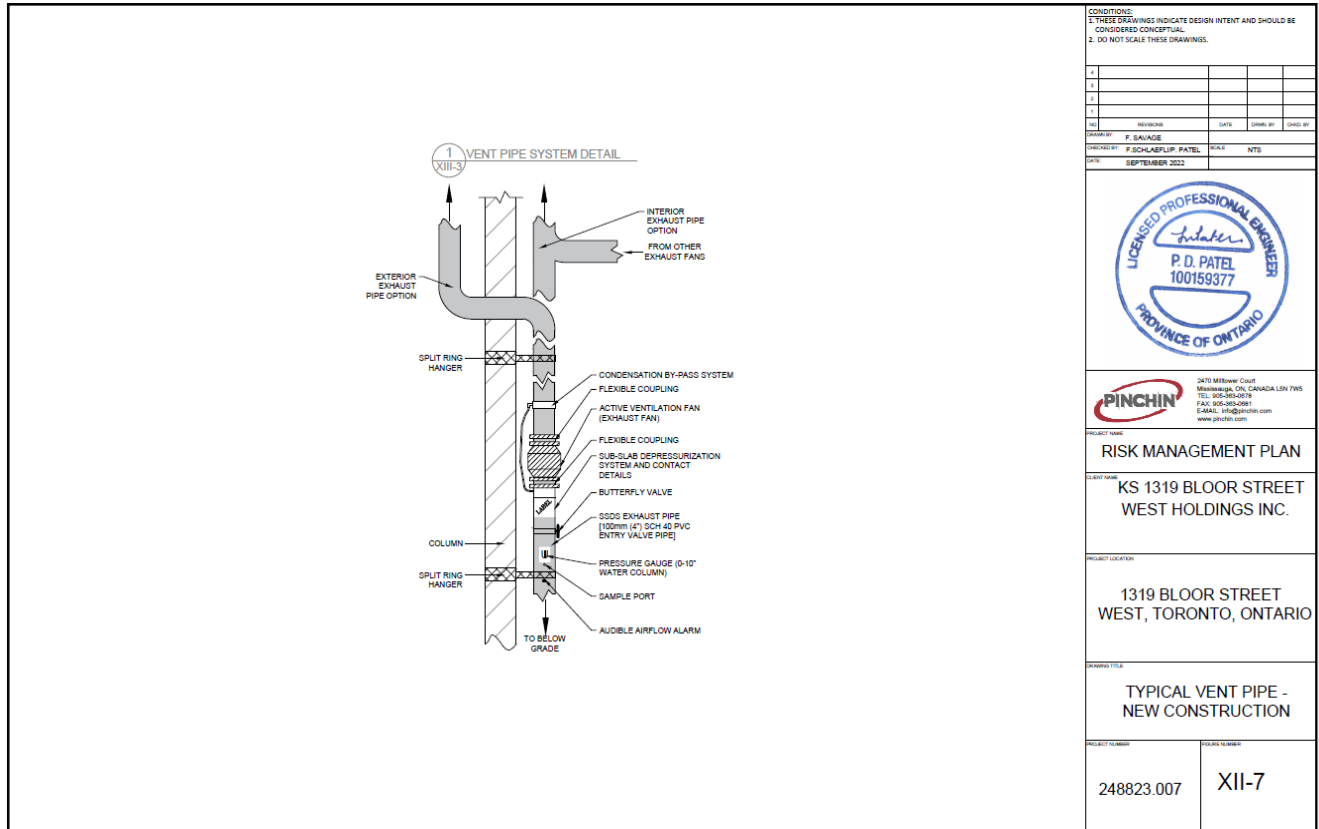 1
XIII-3
VENT PIPE SYSTEM DETAIL
INTERIOR
EXHAUST PIPE
OPTION
FROM OTHER
EXHAUST FANS
EXTERIOR
EXHAUST
PIPE OPTION
SPLIT RING
HANGER
CONDENSATION BY-PASS SYSTEM
FLEXIBLE COUPLING
ACTIVE VENTILATION FAN
(EXHAUST FAN)
FLEXIBLE COUPLING
SUB-SLAB DEPRESSURIZATION
SYSTEM AND CONTACT
DETAILS
LABEL
BUTTERFLY VALVE
SSDS EXHAUST PIPE
[100mm (4") SCH 40 PVC
ENTRY VALVE PIPE]
COLUMN
PRESSURE GAUGE (0-10"
WATER COLUMN)
SPLIT RING
HANGER
SAMPLE PORT
AUDIBLE AIRFLOW ALARM
TO BELOW
GRADE
CONDITIONS:
1. THESE DRAWINGS INDICATE DESIGN INTENT AND SHOULD BE
CONSIDERED CONCEPTUAL.
2. DO NOT SCALE THESE DRAWINGS.
4
3
2
1
NO. REVISIONS DATE DRWN. BY CHKD. BY
DRAWN BY: F. SAVAGE
CHECKED BY: F.SCHLAEFLI/P. PATEL SCALE NTS
DATE: SEPTEMBER 2022
LICENSED PROFESSIONAL ENGINEER
P. D. PATEL
100159377
PROVINCE OF ONTARIO
PINCHIN
2470 Milltower Court
Mississauga, ON, CANADA L5N 7W5
TEL: 905-363-0678
FAX: 905-363-0681
E-MAIL: info@pinchin.com
www.pinchin.com
PROJECT NAME
RISK MANAGEMENT PLAN
CLIENT NAME
KS 1319 BLOOR STREET
WEST HOLDINGS INC.
PROJECT LOCATION
1319 BLOOR STREET
WEST, TORONTO, ONTARIO
DRAWING TITLE
TYPICAL VENT PIPE -
NEW CONSTRUCTION
PROJECT NUMBER
248823.007
FIGURE NUMBER
XII-7